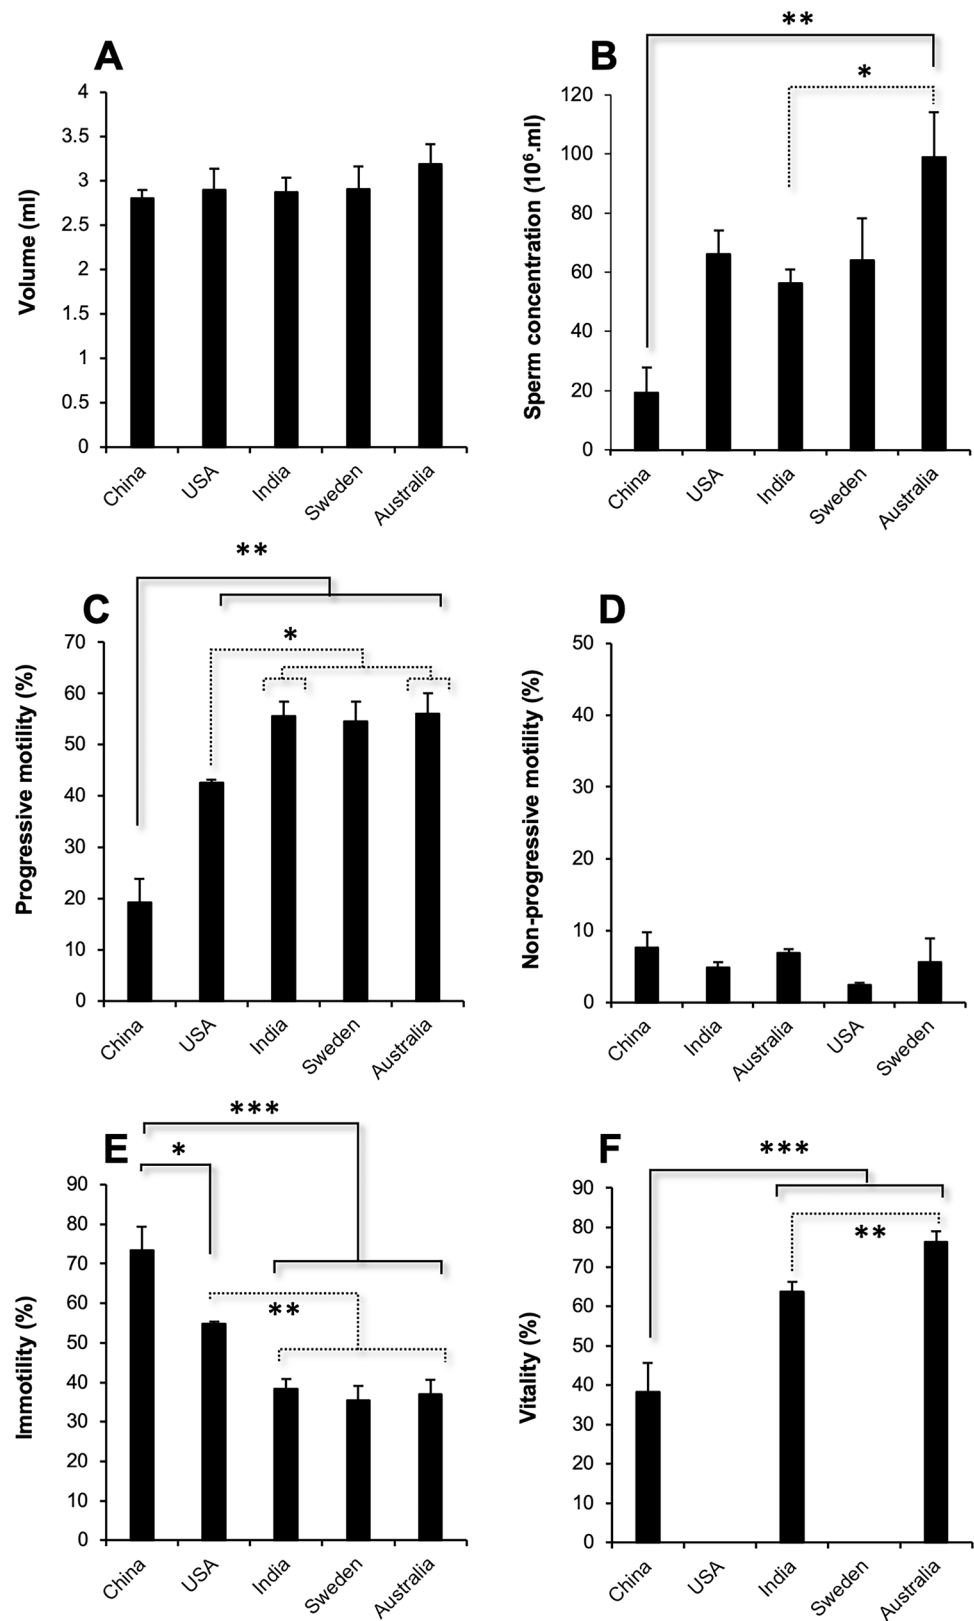 A
Volume (ml)
4
3.5
3
2.5
2
1.5
1
0.5
0
China
USA
India
Sweden
Australia
B
**
*
Sperm concentration (10⁶.ml)
120
100
80
60
40
20
0
China
USA
India
Sweden
Australia
C
**
*
Progressive motility (%)
70
60
50
40
30
20
10
0
China
USA
India
Sweden
Australia
D
Non-progressive motility (%)
50
40
30
20
10
0
China
India
Australia
USA
Sweden
E
***
*
**
Immotility (%)
90
80
70
60
50
40
30
20
10
0
China
USA
India
Sweden
Australia
F
***
**
Vitality (%)
90
80
70
60
50
40
30
20
10
0
China
USA
India
Sweden
Australia